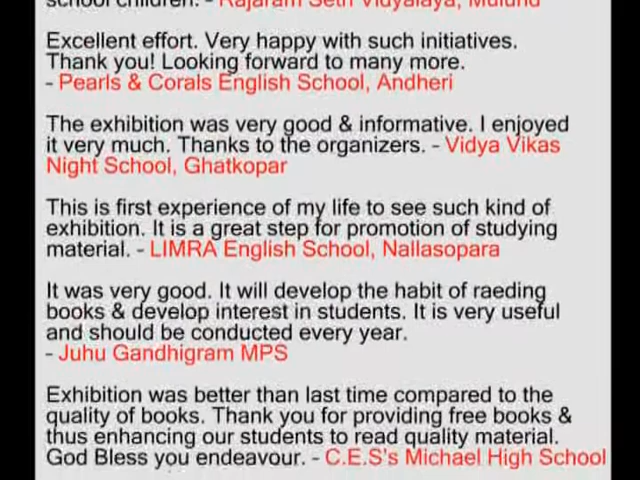 school children. - Rajaram Seth Vidyalaya, Mulund
Excellent effort. Very happy with such initiatives.
Thank you! Looking forward to many more.
- Pearls & Corals English School, Andheri
The exhibition was very good & informative. I enjoyed
it very much. Thanks to the organizers. - Vidya Vikas
Night School, Ghatkopar
This is first experience of my life to see such kind of
exhibition. It is a great step for promotion of studying
material. - LIMRA English School, Nallasopara
It was very good. It will develop the habit of raeding
books & develop interest in students. It is very useful
and should be conducted every year.
- Juhu Gandhigram MPS
Exhibition was better than last time compared to the
quality of books. Thank you for providing free books &
thus enhancing our students to read quality material.
God Bless you endeavour. - C.E.S's Michael High School